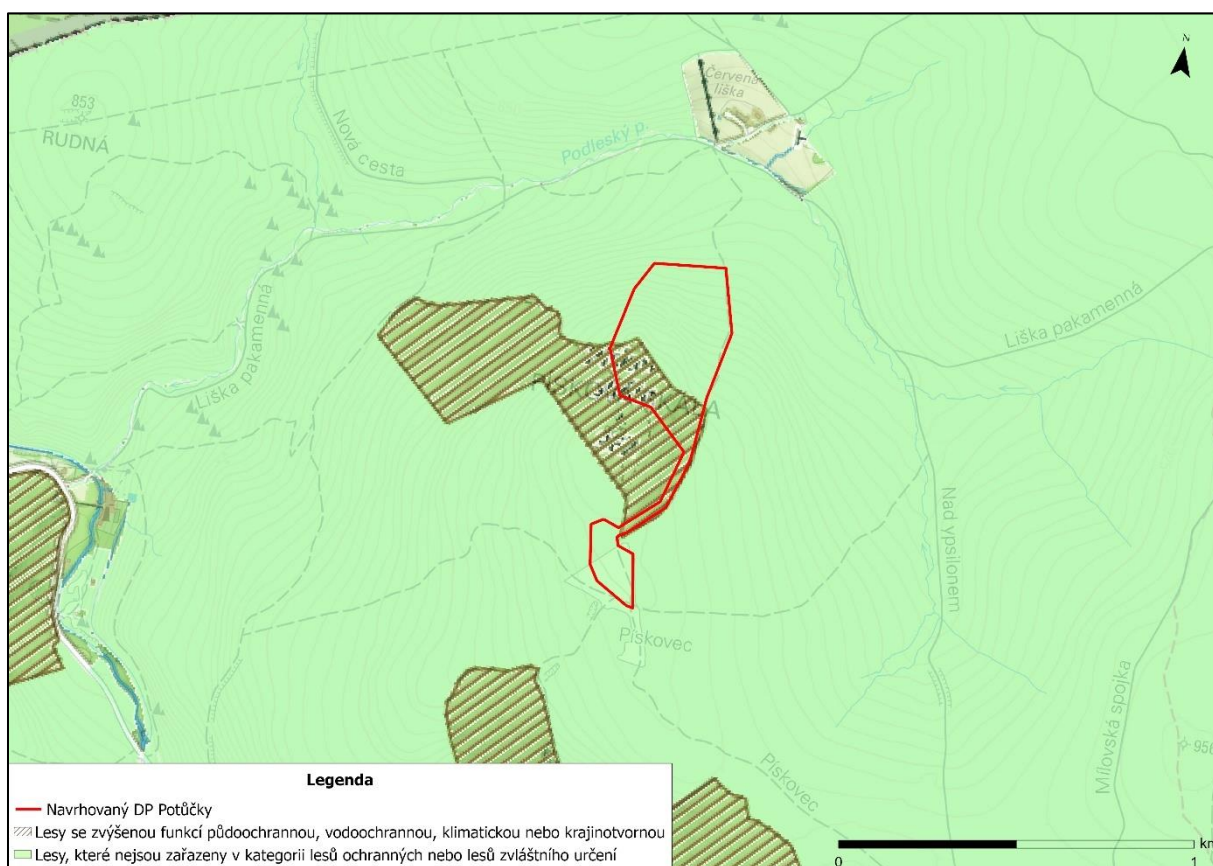 N
853
RUDNÁ
Nová cesta
Podleský p.
Červená
liška
Liška pakamenná
Liška pakamenná
Nad ypsilonem
Pískovec
Pískovec
Mílovská spojka
Legenda
Navrhovaný DP Potůčky
Lesy se zvýšenou funkcí půdoochrannou, vodoochrannou, klimatickou nebo krajinotvornou
Lesy, které nejsou zařazeny v kategorii lesů ochranných nebo lesů zvláštního určení
0
1
km